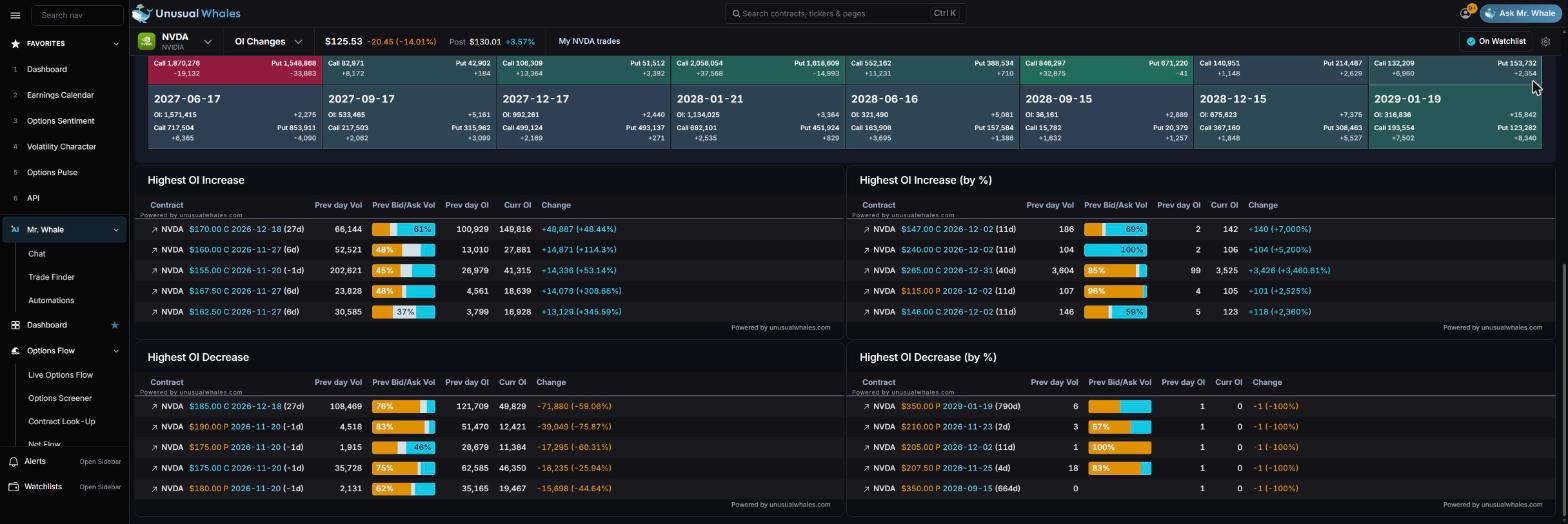 Search nav
Unusual Whales
Search contracts, tickers & pages
Ctrl K
9+
Ask Mr. Whale
FAVORITES
1 Dashboard
2 Earnings Calendar
3 Options Sentiment
4 Volatility Character
5 Options Pulse
6 API
AI Mr. Whale
Chat
Trade Finder
Automations
Dashboard
Options Flow
Live Options Flow
Options Screener
Contract Look-Up
Net Flow
Alerts Open Sidebar
Watchlists Open Sidebar
NVDA
NVIDIA
OI Changes
$125.53 -20.45 (-14.01%) Post $130.01 +3.57%
My NVDA trades
On Watchlist
Call 1,870,276 Put 1,548,868 Call 82,971 Put 42,902 Call 106,309 Put 51,512 Call 2,058,054 Put 1,618,609 Call 552,162 Put 388,534 Call 846,297 Put 671,220 Call 140,951 Put 214,487 Call 132,209 Put 153,732
-19,132 -33,883 +8,172 +184 +13,364 +3,392 +37,568 -14,993 +11,231 +710 +32,875 -41 +1,148 +2,629 +6,960 +2,354
2027-06-17 2027-09-17 2027-12-17 2028-01-21 2028-06-16 2028-09-15 2028-12-15 2029-01-19
OI: 1,571,415 +2,275 OI: 533,465 +5,161 OI: 992,261 +2,440 OI: 1,134,025 +3,364 OI: 321,490 +5,081 OI: 36,161 +2,889 OI: 675,623 +7,375 OI: 316,836 +15,842
Call 717,504 Put 853,911 Call 217,503 Put 315,962 Call 499,124 Put 493,137 Call 682,101 Put 451,924 Call 163,906 Put 157,584 Call 15,782 Put 20,379 Call 367,160 Put 308,463 Call 193,554 Put 123,282
+6,365 -4,090 +2,062 +3,099 +2,169 +271 +2,535 +829 +3,695 +1,386 +1,632 +1,257 +1,848 +5,527 +7,502 +8,340
Highest OI Increase
Contract Prev day Vol Prev Bid/Ask Vol Prev day OI Curr OI Change
Powered by unusualwhales.com
NVDA $170.00 C 2026-12-18 (27d) 66,144 61% 100,929 149,816 +48,887 (+48.44%)
NVDA $160.00 C 2026-11-27 (6d) 52,521 48% 13,010 27,881 +14,871 (+114.3%)
NVDA $155.00 C 2026-11-20 (-1d) 202,621 45% 26,979 41,315 +14,336 (+53.14%)
NVDA $167.50 C 2026-11-27 (6d) 23,828 48% 4,561 18,639 +14,078 (+308.66%)
NVDA $162.50 C 2026-11-27 (6d) 30,585 37% 3,799 16,928 +13,129 (+345.59%)
Powered by unusualwhales.com
Highest OI Increase (by %)
Contract Prev day Vol Prev Bid/Ask Vol Prev day OI Curr OI Change
Powered by unusualwhales.com
NVDA $147.00 C 2026-12-02 (11d) 186 69% 2 142 +140 (+7,000%)
NVDA $240.00 C 2026-12-02 (11d) 104 100% 2 106 +104 (+5,200%)
NVDA $265.00 C 2026-12-31 (40d) 3,604 85% 99 3,525 +3,426 (+3,460.61%)
NVDA $115.00 P 2026-12-02 (11d) 107 96% 4 105 +101 (+2,525%)
NVDA $146.00 C 2026-12-02 (11d) 146 59% 5 123 +118 (+2,360%)
Powered by unusualwhales.com
Highest OI Decrease
Contract Prev day Vol Prev Bid/Ask Vol Prev day OI Curr OI Change
Powered by unusualwhales.com
NVDA $185.00 C 2026-12-18 (27d) 108,469 76% 121,709 49,829 -71,880 (-59.06%)
NVDA $190.00 P 2026-11-20 (-1d) 4,518 83% 51,470 12,421 -39,049 (-75.87%)
NVDA $175.00 P 2026-11-20 (-1d) 1,915 46% 28,679 11,384 -17,295 (-60.31%)
NVDA $175.00 C 2026-11-20 (-1d) 35,728 75% 62,585 46,350 -16,235 (-25.94%)
NVDA $180.00 P 2026-11-20 (-1d) 2,131 62% 35,165 19,467 -15,698 (-44.64%)
Powered by unusualwhales.com
Highest OI Decrease (by %)
Contract Prev day Vol Prev Bid/Ask Vol Prev day OI Curr OI Change
Powered by unusualwhales.com
NVDA $350.00 P 2029-01-19 (790d) 6 1 0 -1 (-100%)
NVDA $210.00 P 2026-11-23 (2d) 3 67% 1 0 -1 (-100%)
NVDA $205.00 P 2026-12-02 (11d) 1 100% 1 0 -1 (-100%)
NVDA $207.50 P 2026-11-25 (4d) 18 83% 1 0 -1 (-100%)
NVDA $350.00 P 2028-09-15 (664d) 0 1 0 -1 (-100%)
Powered by unusualwhales.com